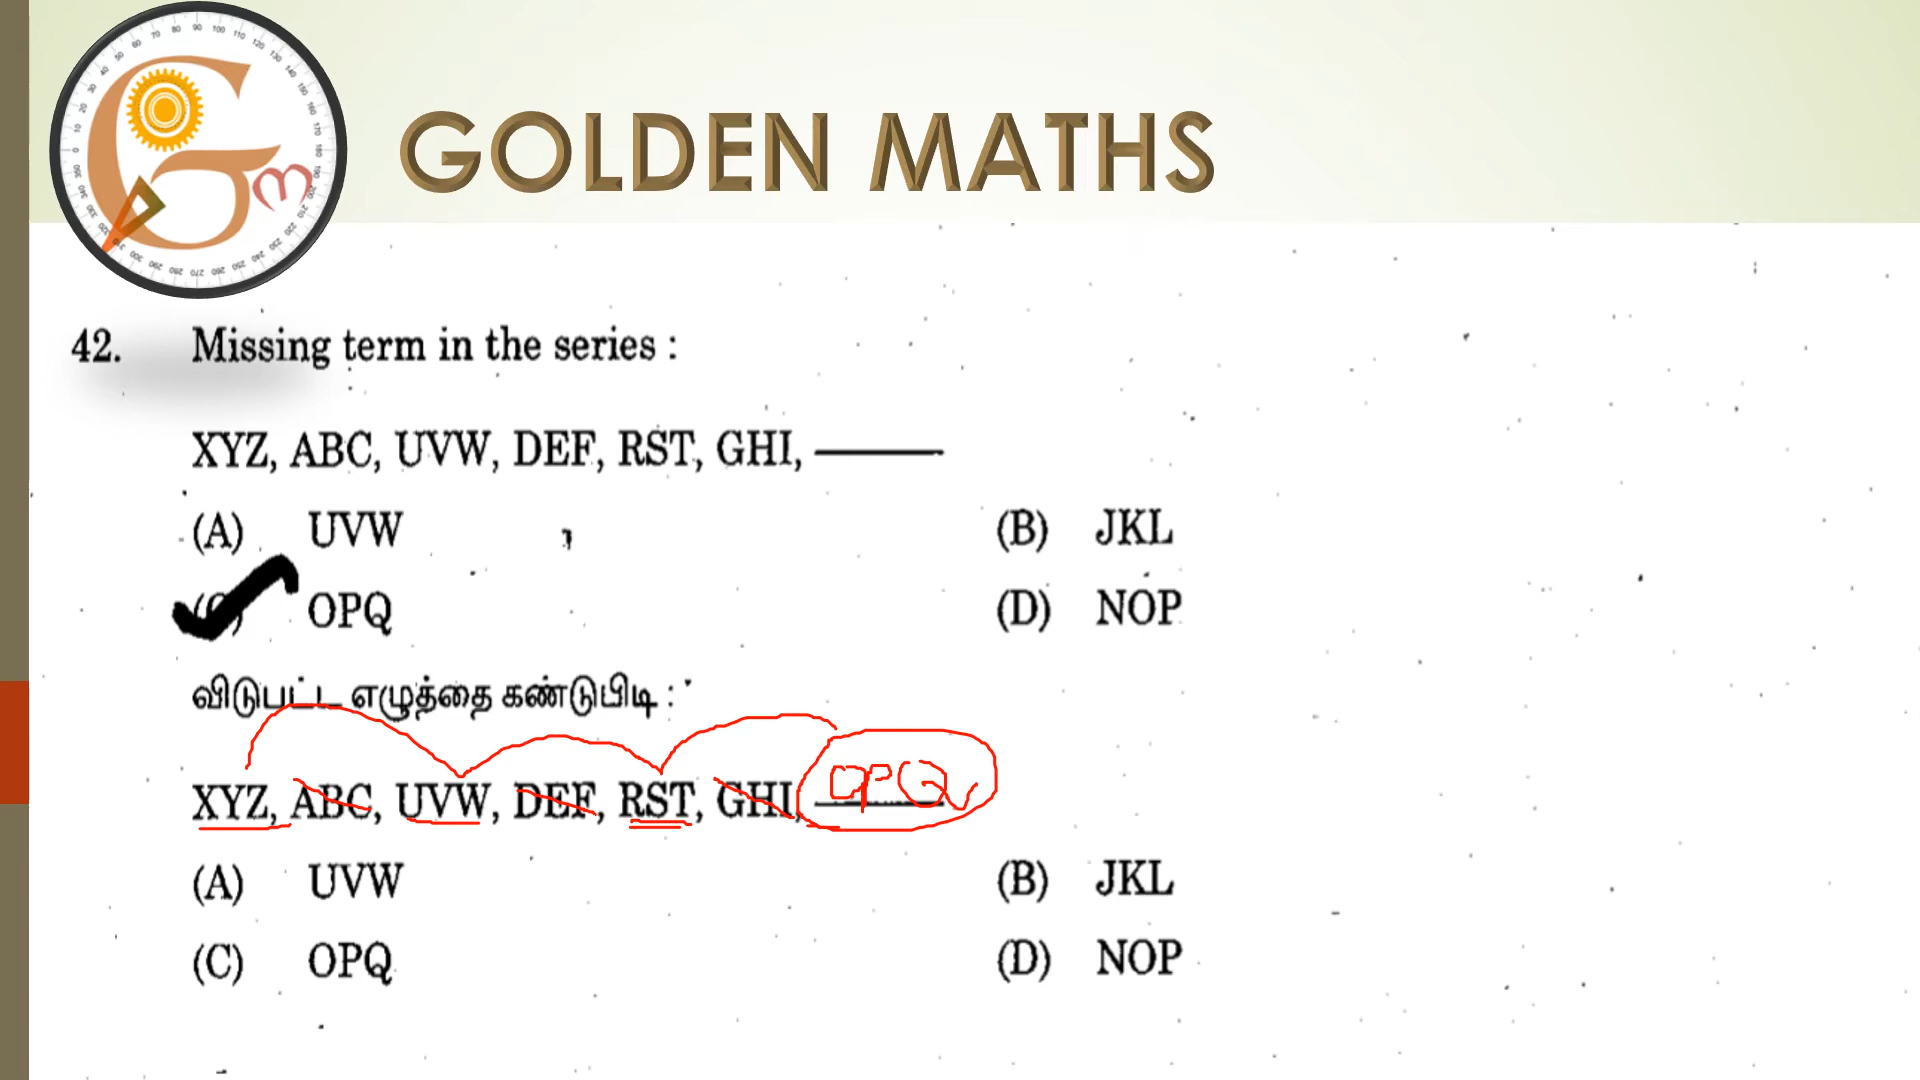 GOLDEN MATHS
42. Missing term in the series :
XYZ, ABC, UVW, DEF, RST, GHI, ———
(A) UVW (B) JKL
(C) OPQ (D) NOP
விடுபட்ட எழுத்தை கண்டுபிடி :
XYZ, ABC, UVW, DEF, RST, GHI, OPQ
(A) UVW (B) JKL
(C) OPQ (D) NOP